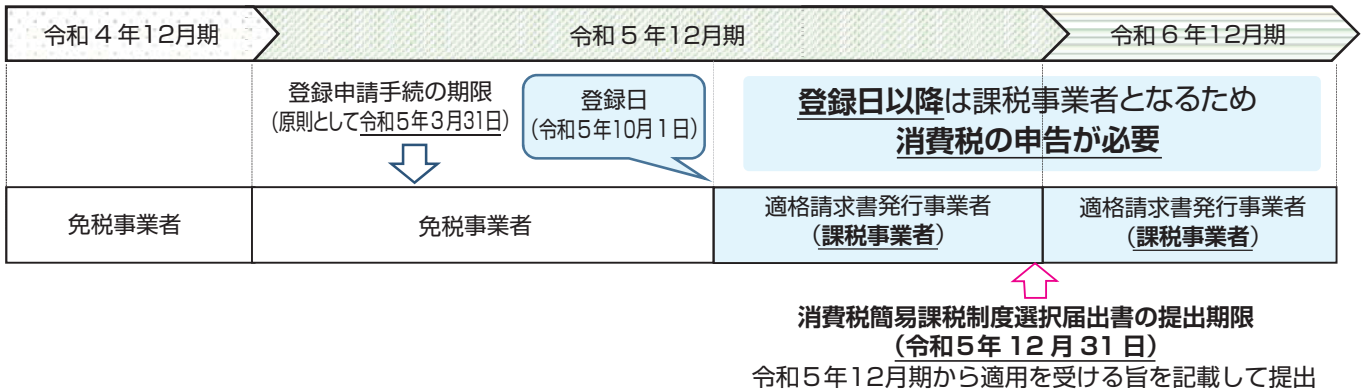 令和4年12月期
令和5年12月期
令和6年12月期
登録申請手続の期限
(原則として令和5年3月31日)
登録日
(令和5年10月1日)
登録日以降は課税事業者となるため
消費税の申告が必要
免税事業者
免税事業者
適格請求書発行事業者
(課税事業者)
適格請求書発行事業者
(課税事業者)
消費税簡易課税制度選択届出書の提出期限
(令和5年12月31日)
令和5年12月期から適用を受ける旨を記載して提出